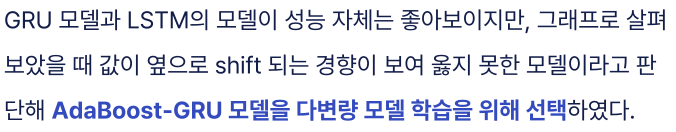 GRU 모델과 LSTM의 모델이 성능 자체는 좋아보이지만, 그래프로 살펴
보았을 때 값이 옆으로 shift 되는 경향이 보여 옳지 못한 모델이라고 판
단해 AdaBoost-GRU 모델을 다변량 모델 학습을 위해 선택하였다.